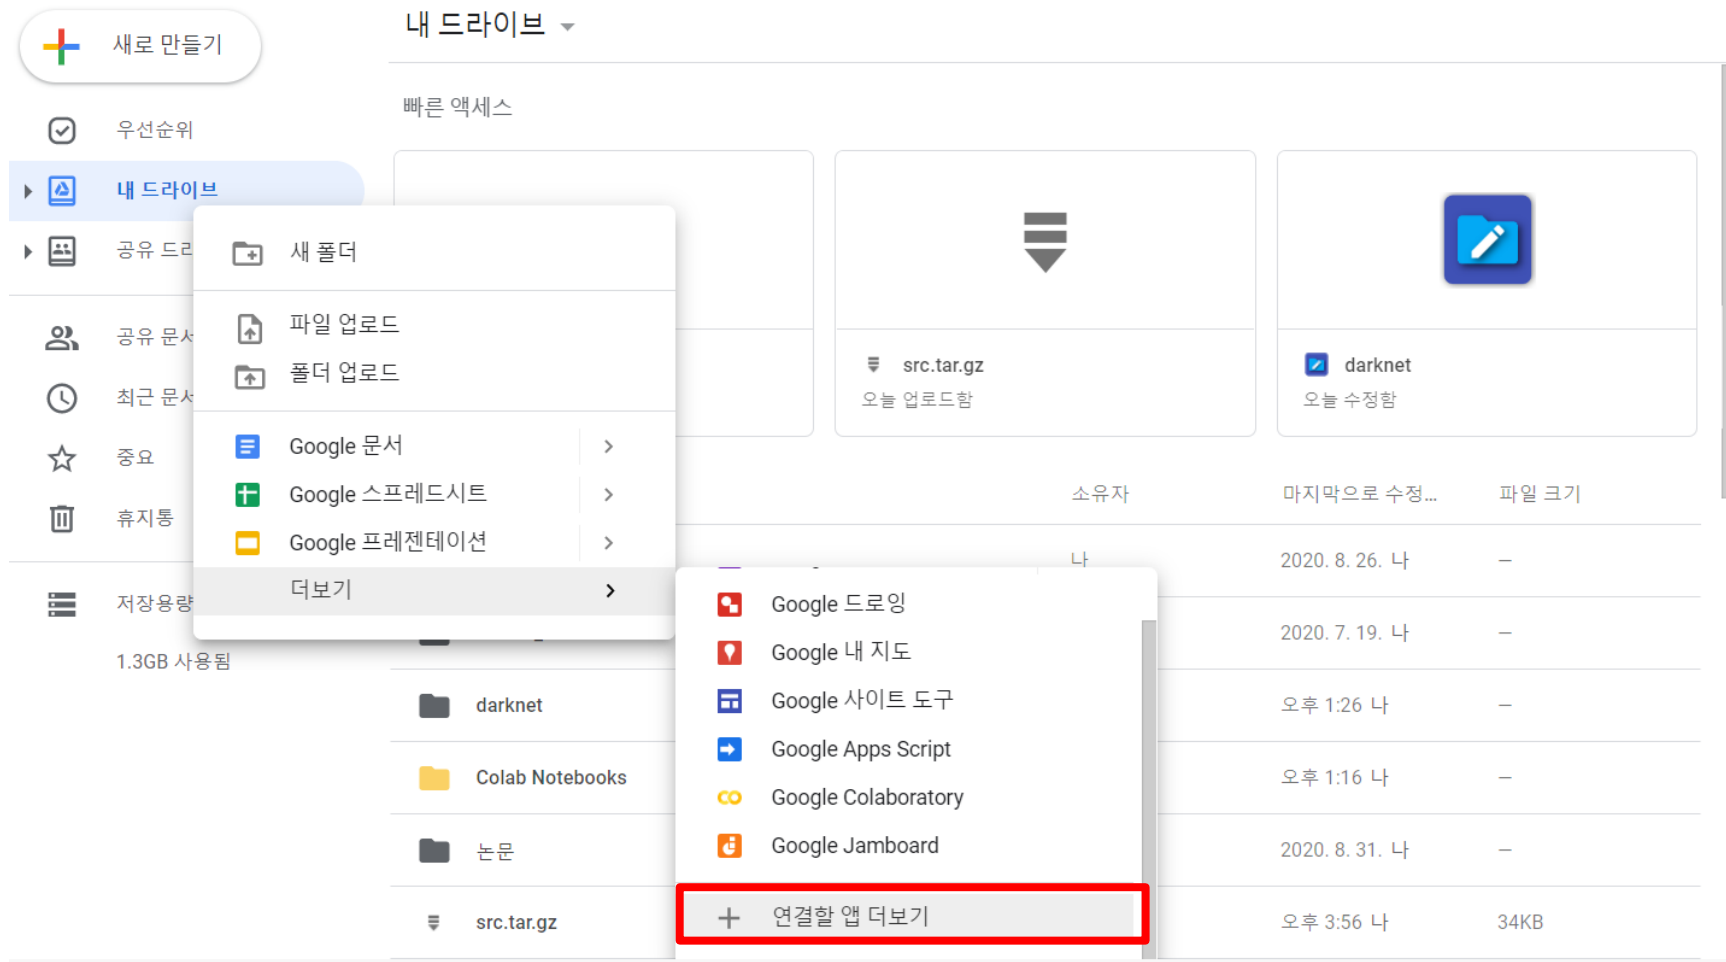 새로 만들기
우선순위
내 드라이브
공유 드라
공유 문서
최근 문서
중요
휴지통
저장용량
1.3GB 사용됨
내 드라이브
빠른 액세스
src.tar.gz
오늘 업로드함
darknet
오늘 수정함
새 폴더
파일 업로드
폴더 업로드
Google 문서
Google 스프레드시트
Google 프레젠테이션
더보기
소유자 마지막으로 수정... 파일 크기
나 2020. 8. 26. 나 –
2020. 7. 19. 나 –
darknet 오후 1:26 나 –
Colab Notebooks 오후 1:16 나 –
논문 2020. 8. 31. 나 –
src.tar.gz 오후 3:56 나 34KB
Google 드로잉
Google 내 지도
Google 사이트 도구
Google Apps Script
Google Colaboratory
Google Jamboard
연결할 앱 더보기